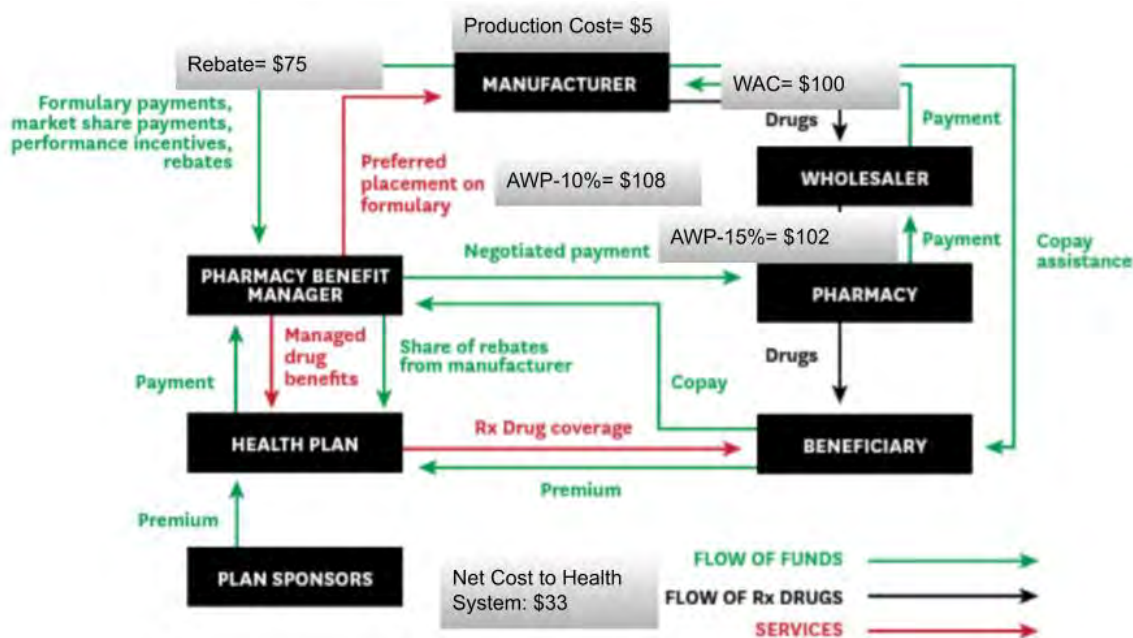 Production Cost= $5
Rebate= $75
MANUFACTURER
WAC= $100
Formulary payments,
market share payments,
performance incentives,
rebates
Drugs
Payment
Preferred
placement on
formulary
AWP-10%= $108
WHOLESALER
Negotiated payment
AWP-15%= $102
Payment
Copay
assistance
PHARMACY BENEFIT
MANAGER
PHARMACY
Managed
drug
benefits
Share of rebates
from manufacturer
Payment
Copay
Drugs
HEALTH PLAN
Rx Drug coverage
BENEFICIARY
Premium
Premium
PLAN SPONSORS
Net Cost to Health
System: $33
FLOW OF FUNDS
FLOW OF Rx DRUGS
SERVICES